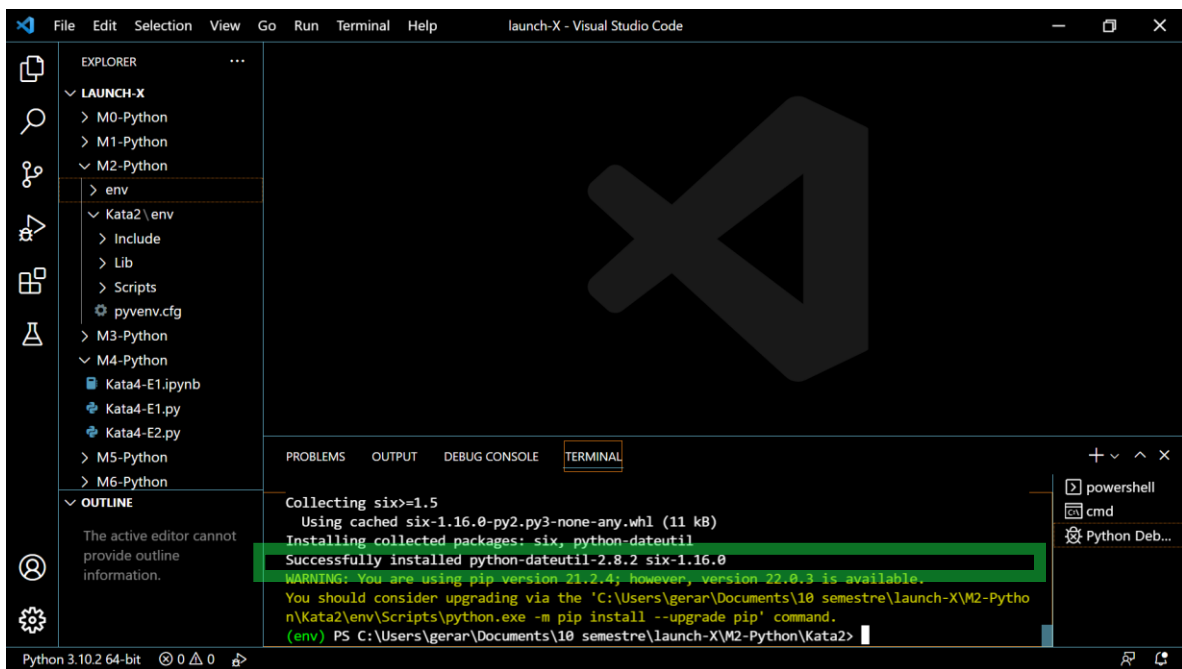 File Edit Selection View Go Run Terminal Help launch-X - Visual Studio Code
EXPLORER
LAUNCH-X
M0-Python
M1-Python
M2-Python
env
Kata2\env
Include
Lib
Scripts
pyvenv.cfg
M3-Python
M4-Python
Kata4-E1.ipynb
Kata4-E1.py
Kata4-E2.py
M5-Python
M6-Python
OUTLINE
The active editor cannot
provide outline
information.
PROBLEMS OUTPUT DEBUG CONSOLE TERMINAL
Collecting six>=1.5
Using cached six-1.16.0-py2.py3-none-any.whl (11 kB)
Installing collected packages: six, python-dateutil
Successfully installed python-dateutil-2.8.2 six-1.16.0
WARNING: You are using pip version 21.2.4; however, version 22.0.3 is available.
You should consider upgrading via the 'C:\Users\gerar\Documents\10 semestre\launch-X\M2-Pytho
n\Kata2\env\Scripts\python.exe -m pip install --upgrade pip' command.
(env) PS C:\Users\gerar\Documents\10 semestre\launch-X\M2-Python\Kata2>
powershell
cmd
Python Deb...
Python 3.10.2 64-bit 0 0